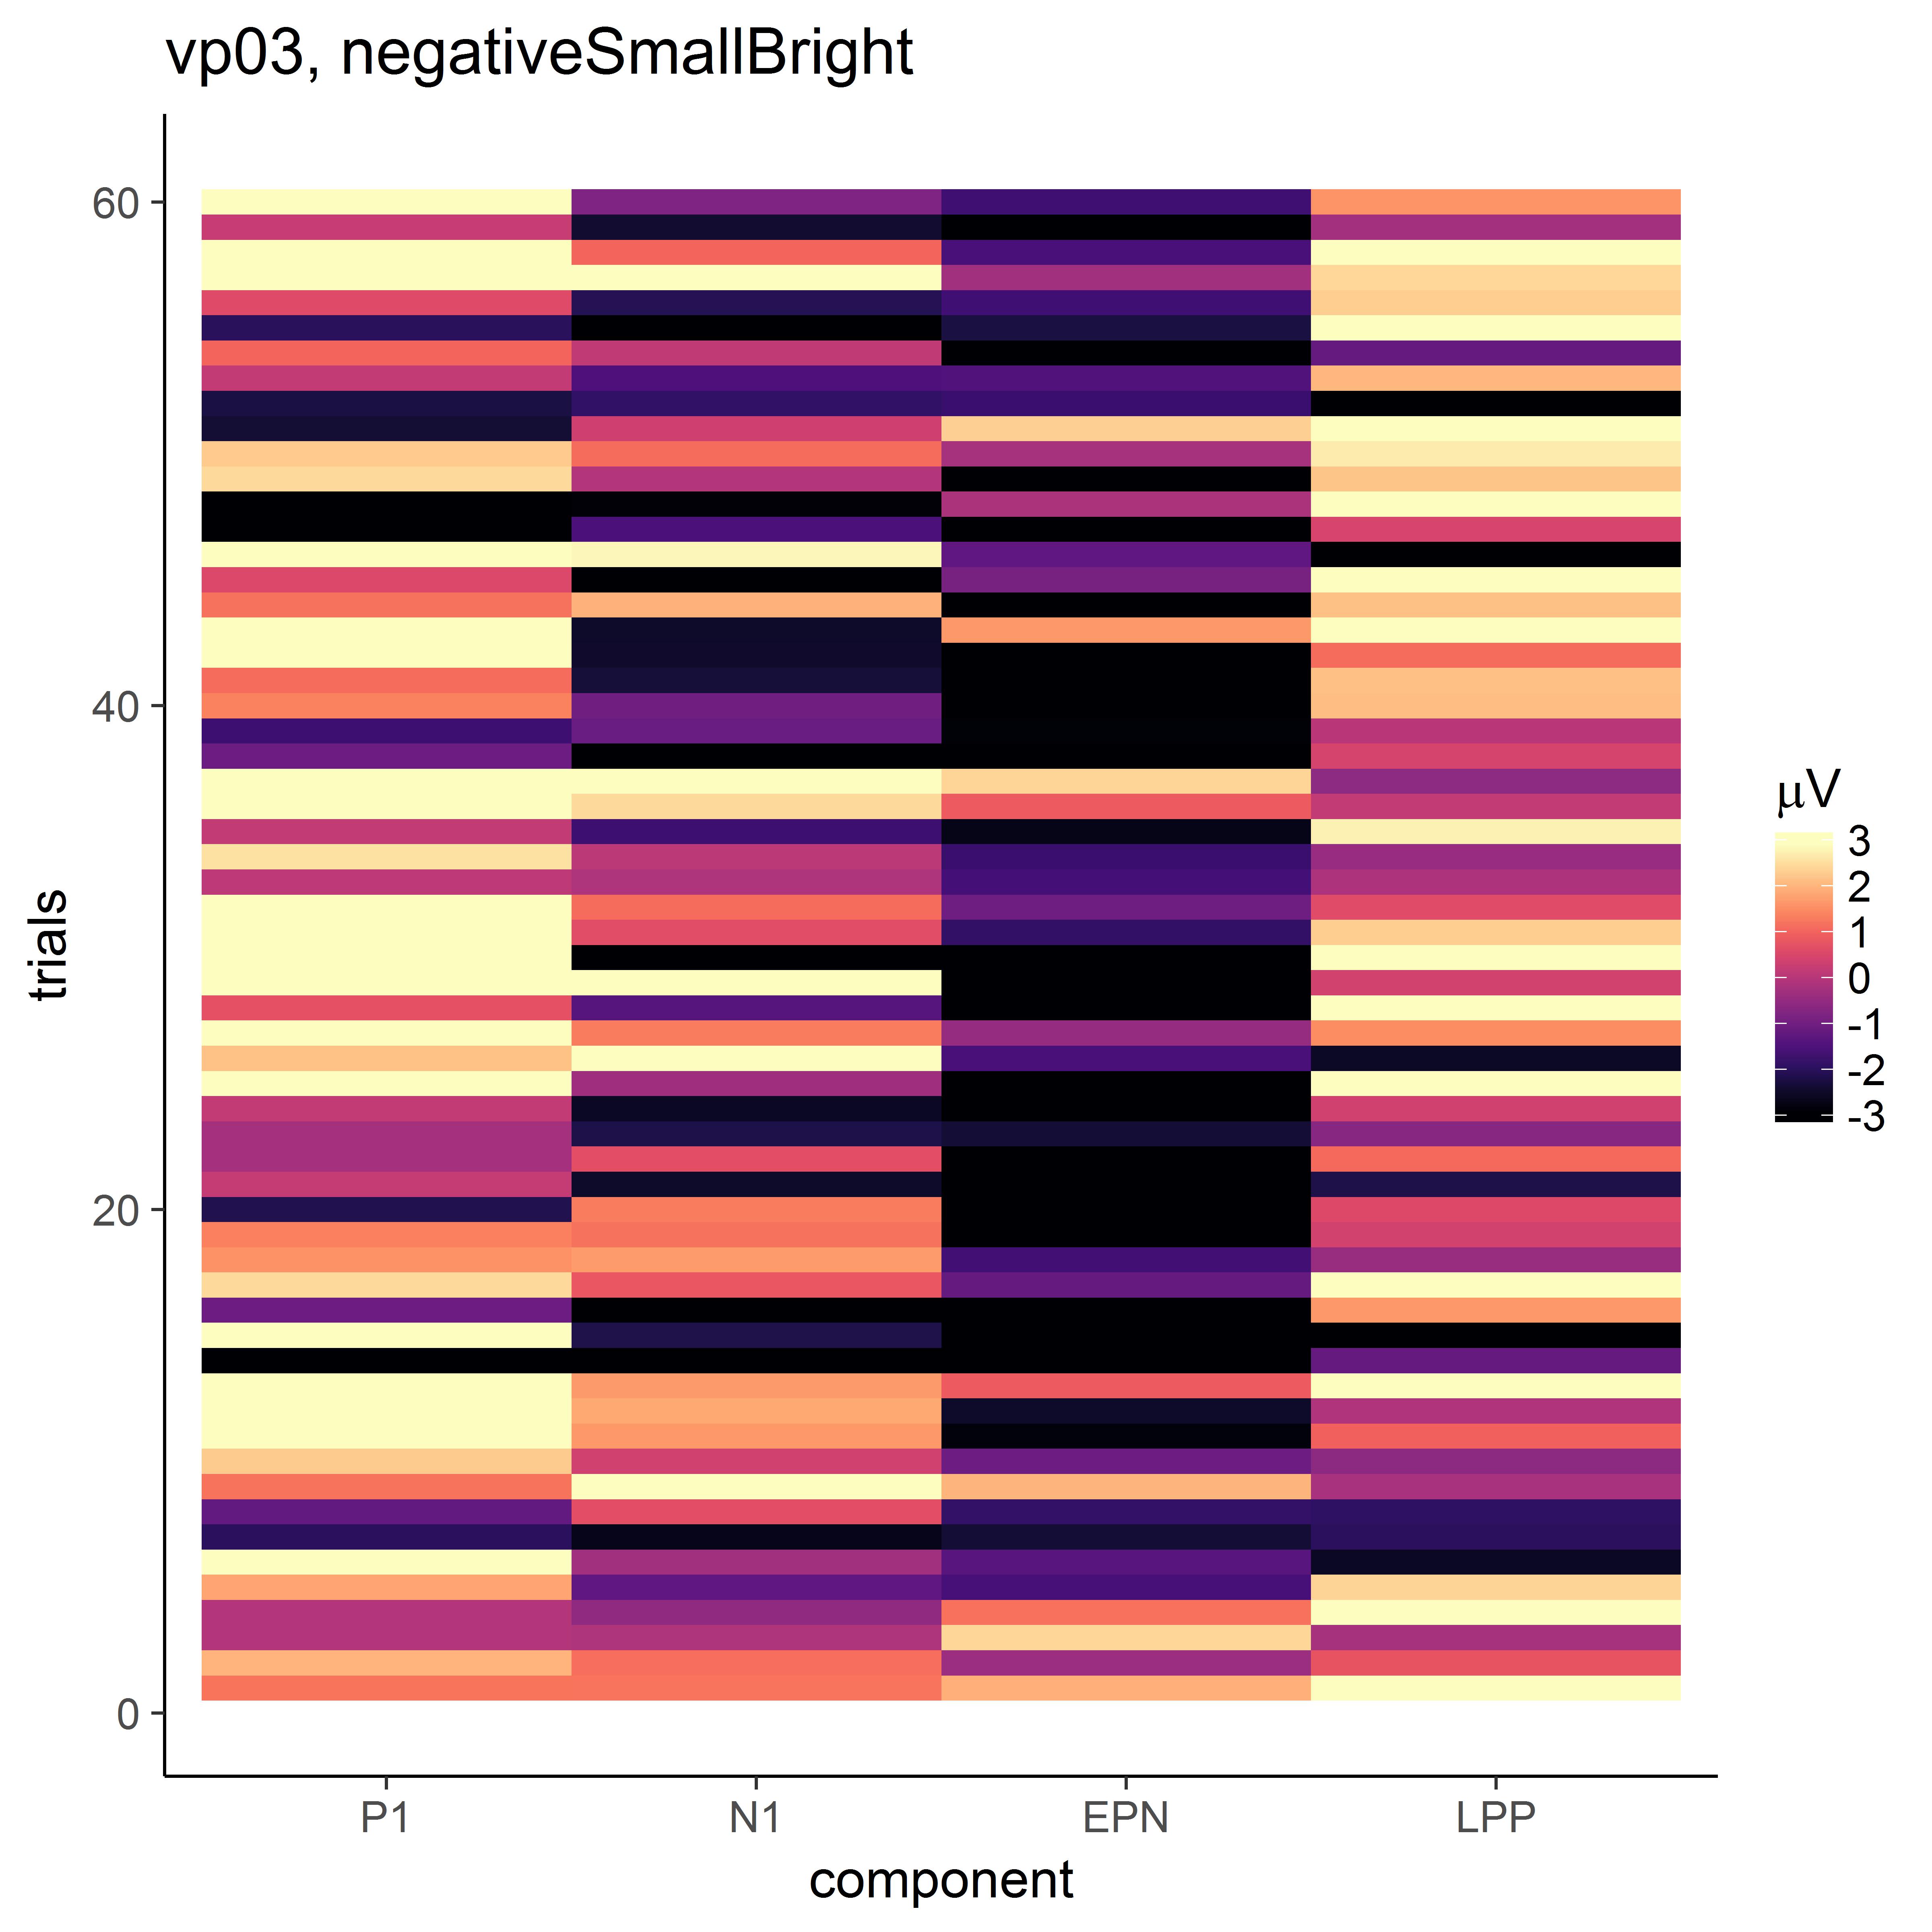 vp03, negativeSmallBright
60
40
20
0
trials
P1 N1 EPN LPP
component
μV
3
2
1
0
-1
-2
-3